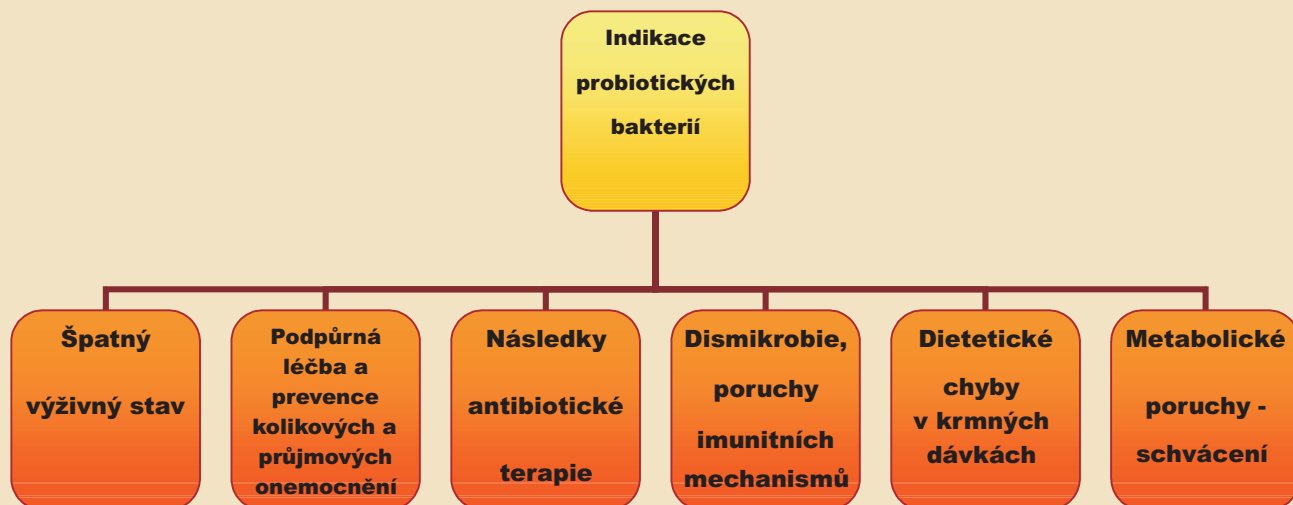 Indikace
probiotických
bakterií
Špatný
výživný stav
Podpůrná
léčba a
prevence
kolikových a
průjmových
onemocnění
Následky
antibiotické
terapie
Dismikrobie,
poruchy
imunitních
mechanismů
Dietetické
chyby
v krmných
dávkách
Metabolické
poruchy -
schvácení